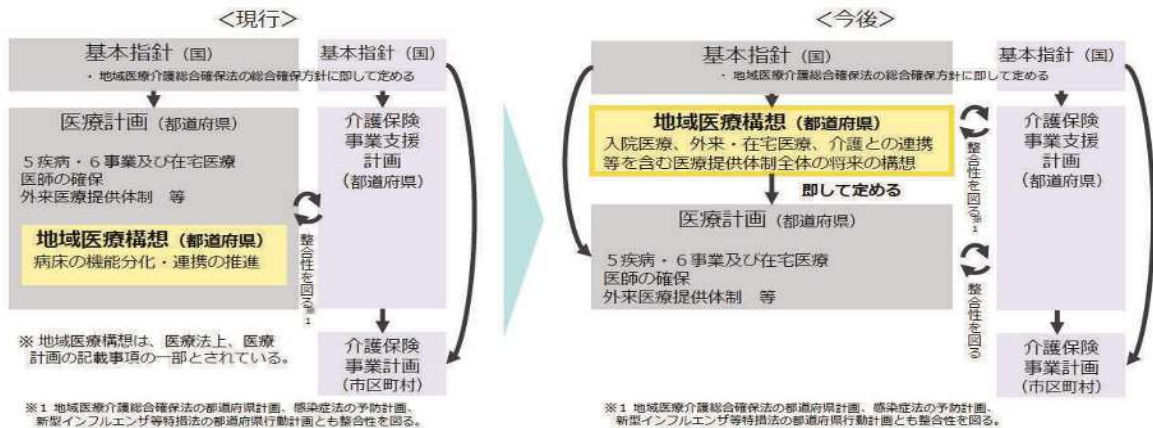 <現行>
基本指針（国）
基本指針（国）
・地域医療介護総合確保法の総合確保方針に即して定める
医療計画（都道府県）
５疾病・６事業及び在宅医療
医師の確保
外来医療提供体制　等
地域医療構想（都道府県）
病床の機能分化・連携の推進
整合性を図る※1
介護保険
事業支援
計画
（都道府県）
※ 地域医療構想は、医療法上、医療
計画の記載事項の一部とされている。
介護保険
事業計画
（市区町村）
※１ 地域医療介護総合確保法の都道府県計画、感染症法の予防計画、
新型インフルエンザ等特措法の都道府県行動計画とも整合性を図る。
<今後>
基本指針（国）
基本指針（国）
・地域医療介護総合確保法の総合確保方針に即して定める
地域医療構想（都道府県）
入院医療、外来・在宅医療、介護との連携
等を含む医療提供体制全体の将来の構想
即して定める
整合性を図る※1
介護保険
事業支援
計画
（都道府県）
医療計画（都道府県）
５疾病・６事業及び在宅医療
医師の確保
外来医療提供体制　等
整合性を図る
介護保険
事業計画
（市区町村）
※１ 地域医療介護総合確保法の都道府県計画、感染症法の予防計画、
新型インフルエンザ等特措法の都道府県行動計画とも整合性を図る。